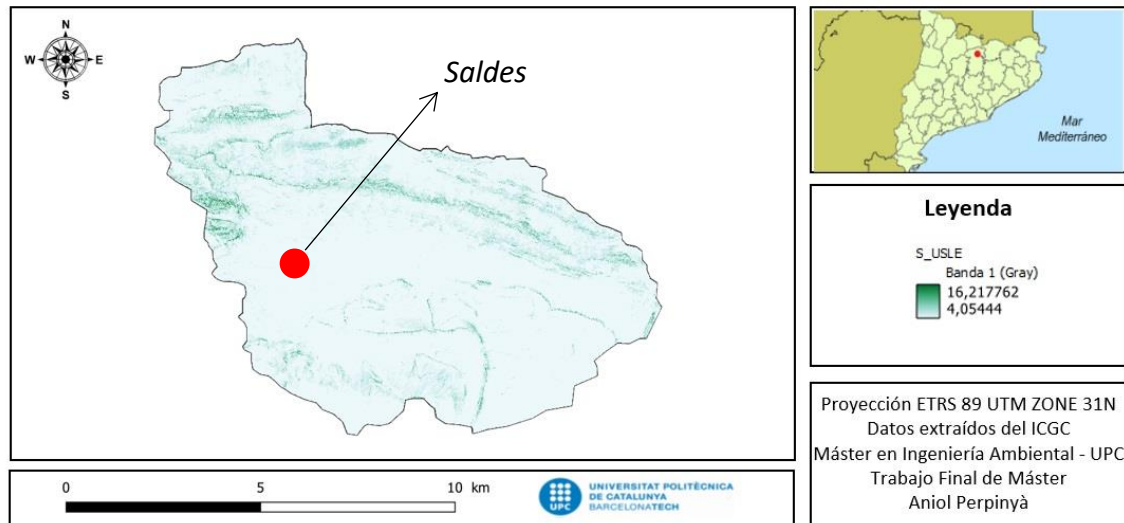 N
W
E
S
Saldes
Mar
Mediterráneo
Leyenda
S_USLE
Banda 1 (Gray)
16,217762
4,05444
0
5
10 km
UPC
UNIVERSITAT POLITÈCNICA
DE CATALUNYA
BARCELONATECH
Proyección ETRS 89 UTM ZONE 31N
Datos extraídos del ICGC
Máster en Ingeniería Ambiental - UPC
Trabajo Final de Máster
Aniol Perpinyà